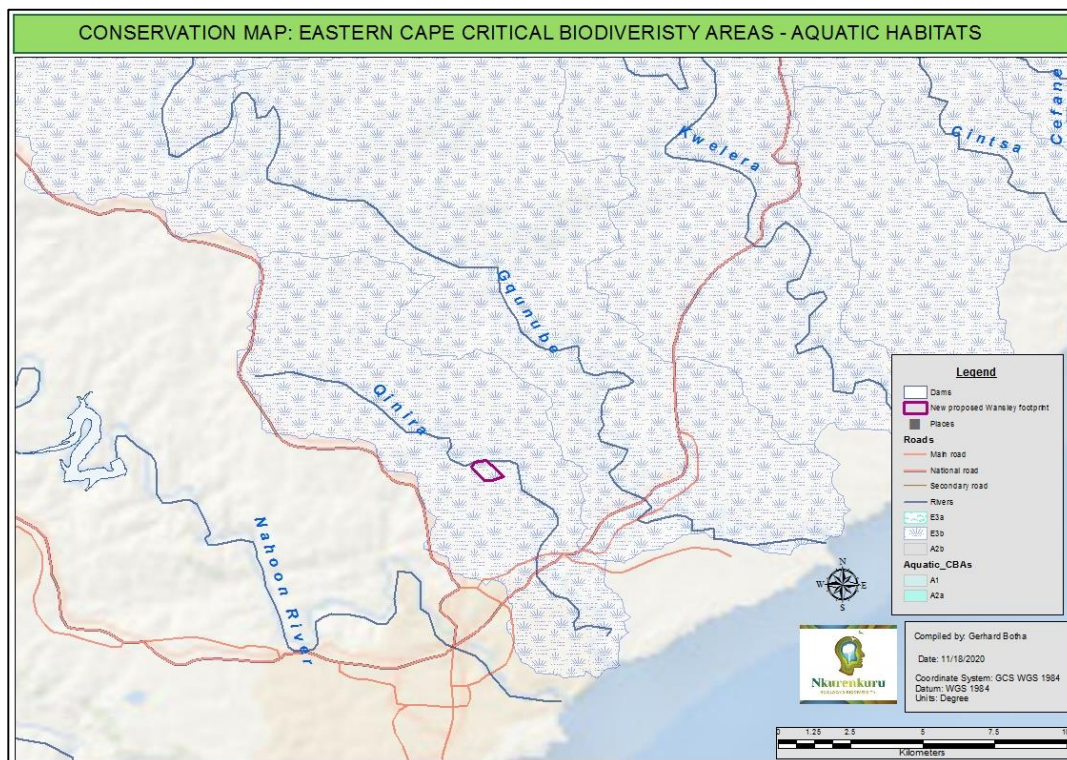 CONSERVATION MAP: EASTERN CAPE CRITICAL BIODIVERISTY AREAS - AQUATIC HABITATS
Kwelera
Cintsa
Cefane
Gqunube
Qinira
Nahoon River
Legend
Dams
New proposed Wansley footprint
Places
Roads
Main road
National road
Secondary road
Rivers
E3a
E3b
A2b
Aquatic_CBAs
A1
A2a
N
W E
S
Nkurenkuru
ECOLOGY & BIODIVERSITY
Compiled by: Gerhard Botha
Date: 11/18/2020
Coordinate System: GCS WGS 1984
Datum: WGS 1984
Units: Degree
0 1.25 2.5 5 7.5
Kilometers